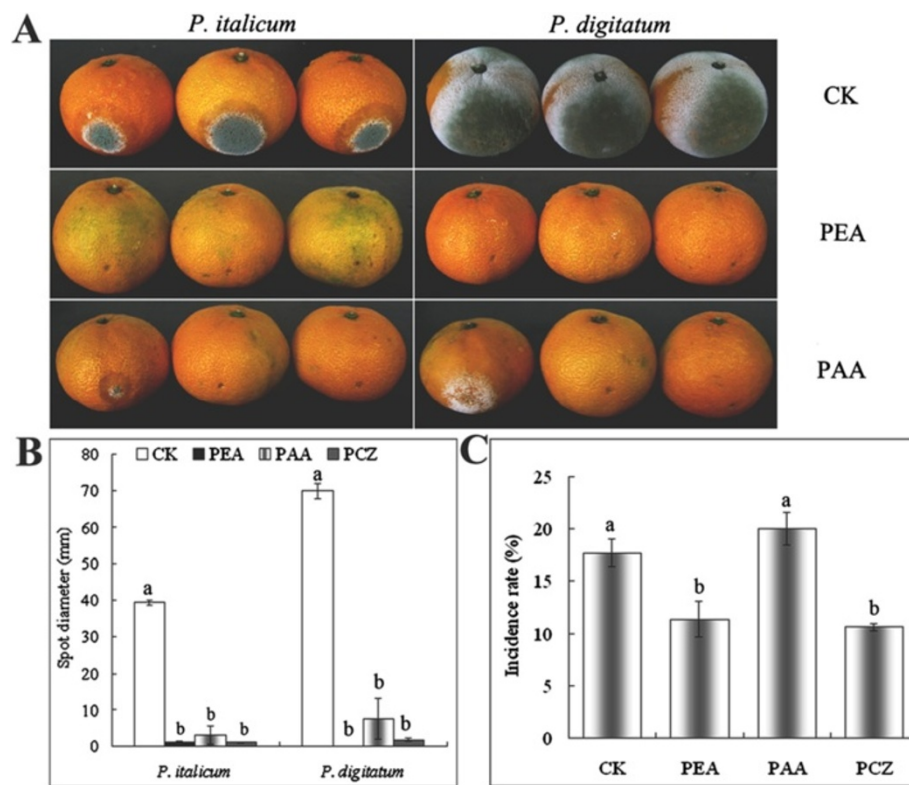 A
P. italicum
P. digitatum
CK
PEA
PAA
B
CK PEA PAA PCZ
80
70
60
50
40
30
20
10
0
Spot diameter (mm)
a
b
b
b
a
b
b
b
P. italicum
P. digitatum
C
25
20
15
10
5
0
Incidence rate (%)
a
b
a
b
CK
PEA
PAA
PCZ